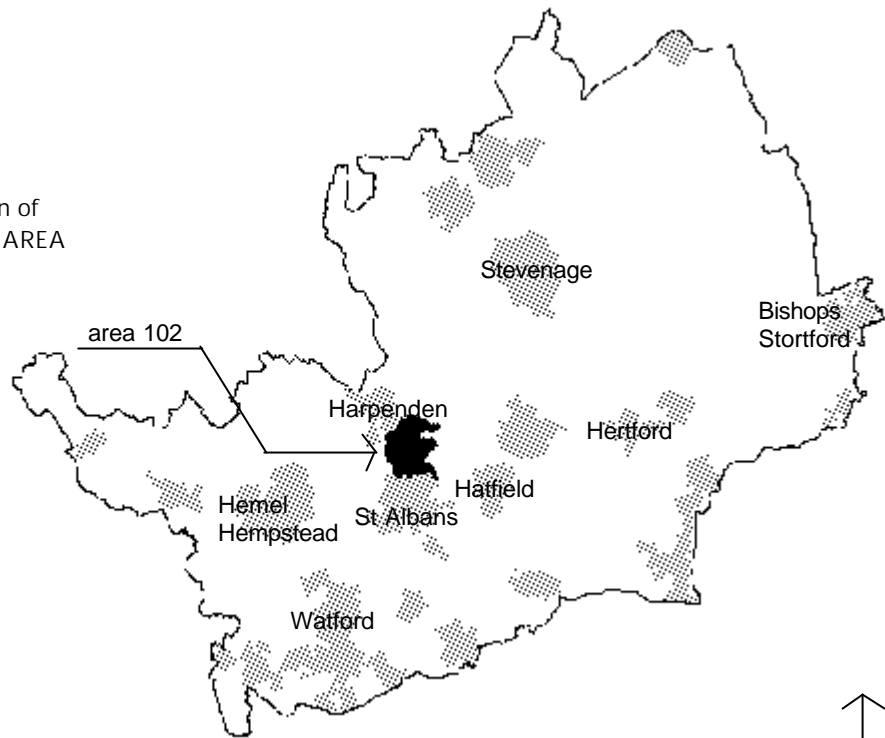 n of
AREA
Stevenage
Bishops
Stortford
area 102
Harpenden
Hertford
Hatfield
Hemel
Hempstead
St Albans
Watford